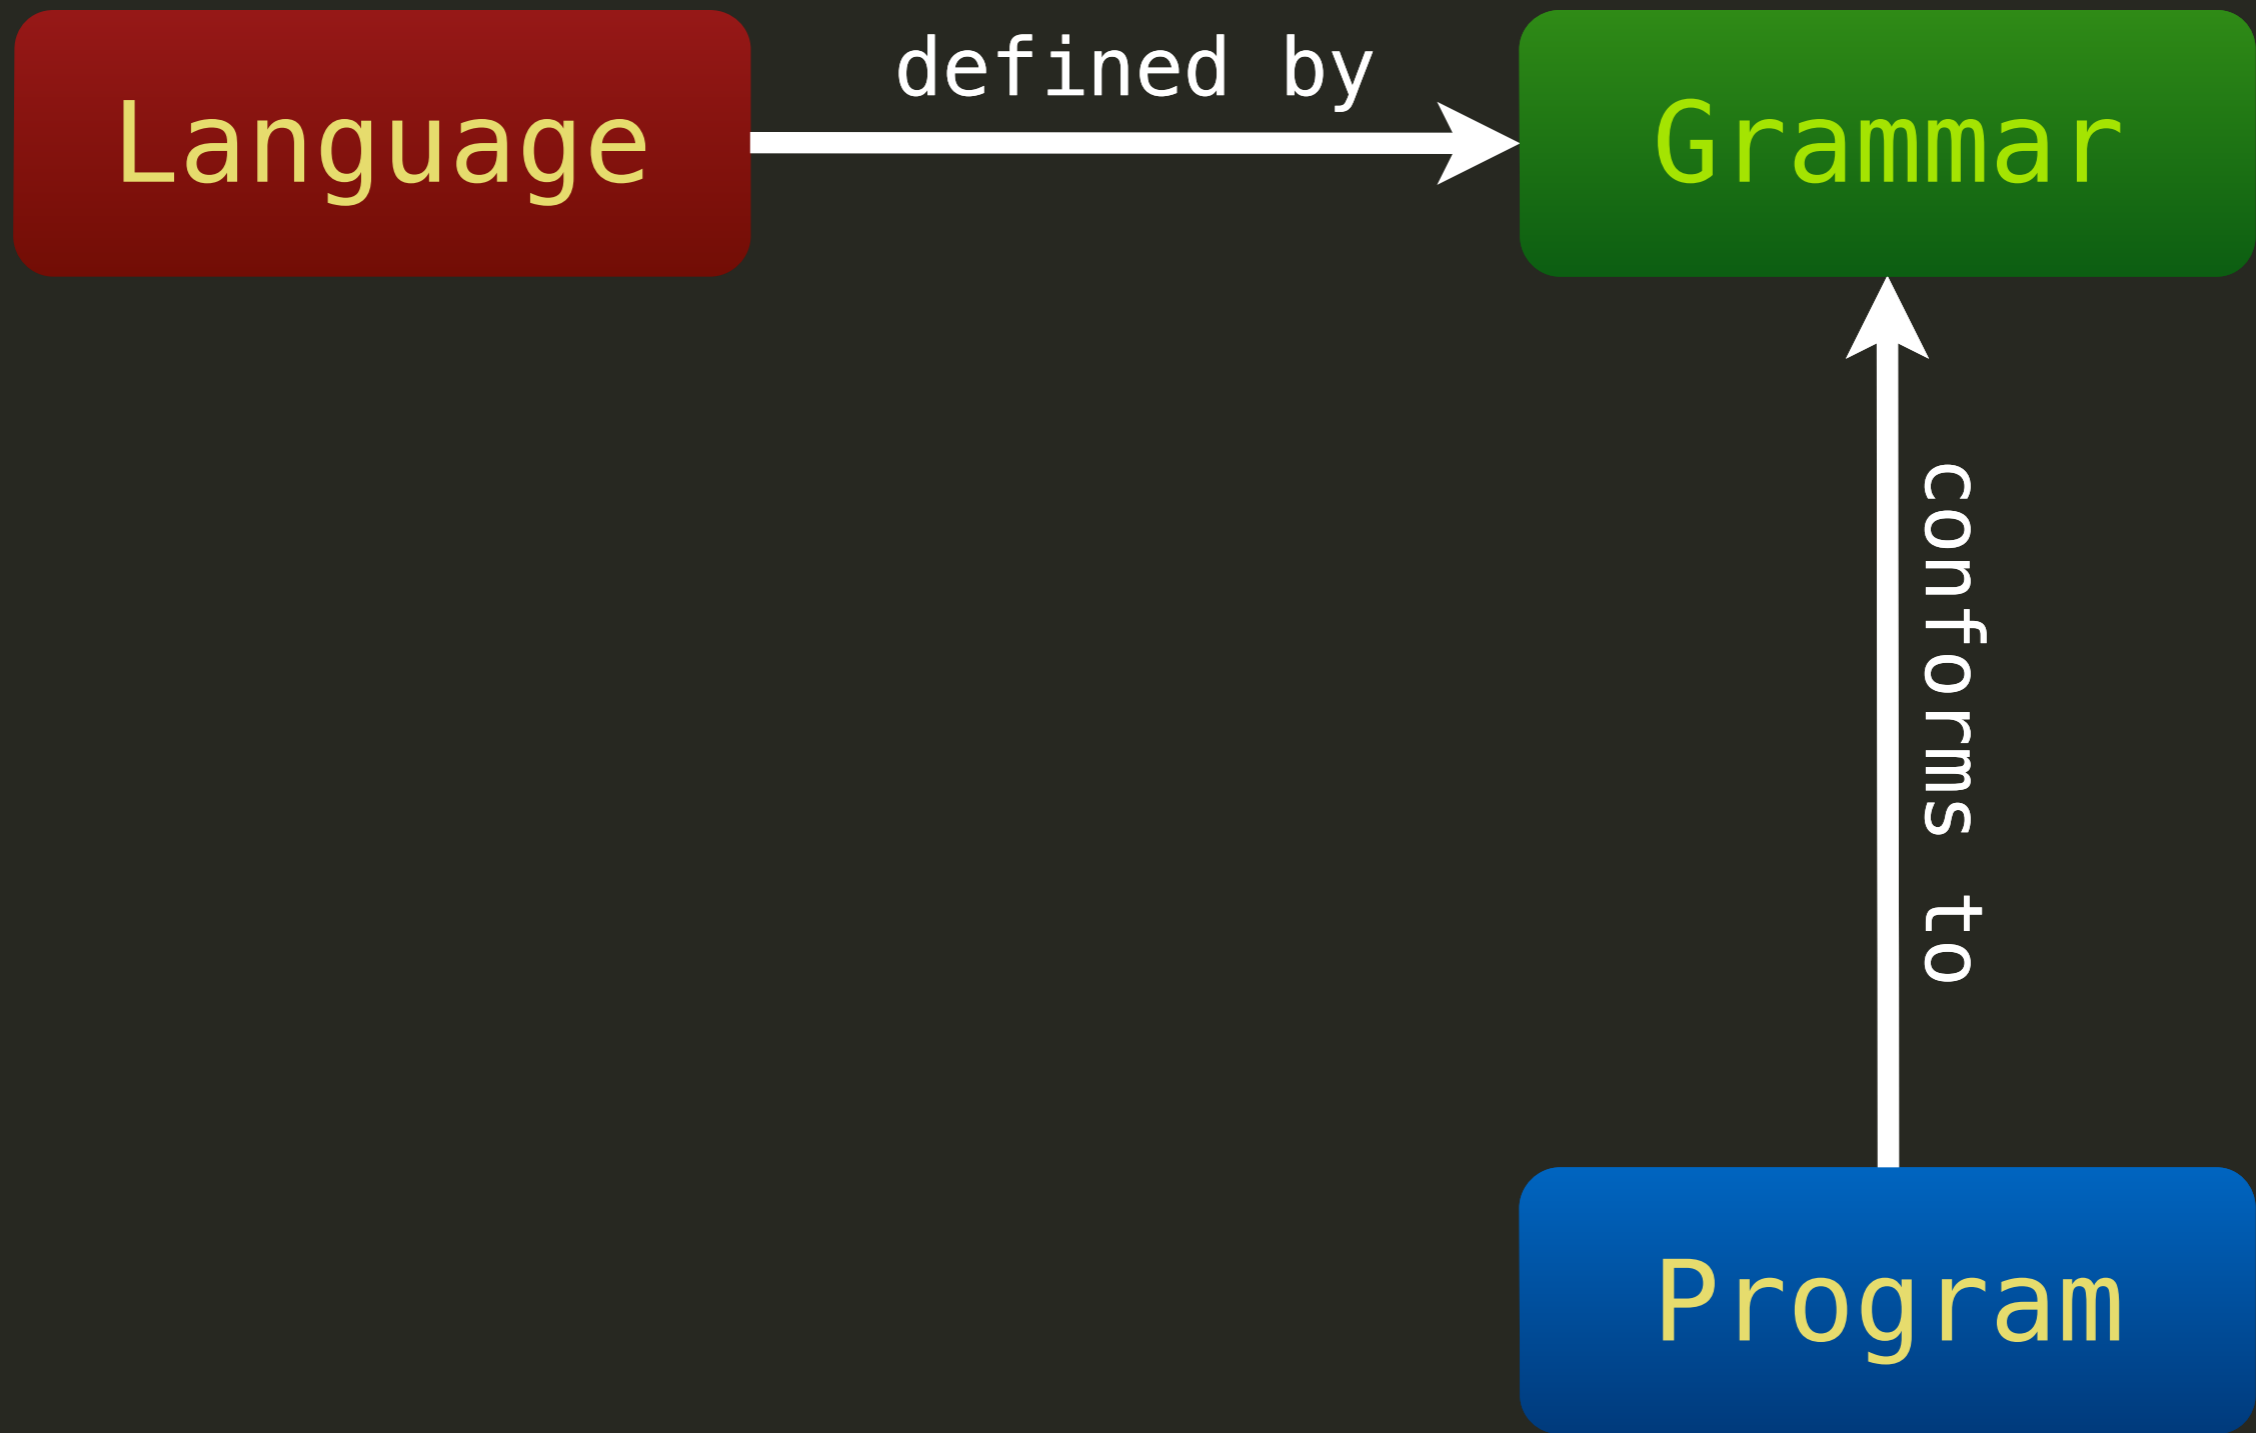 Language
defined by
Grammar
conforms to
Program